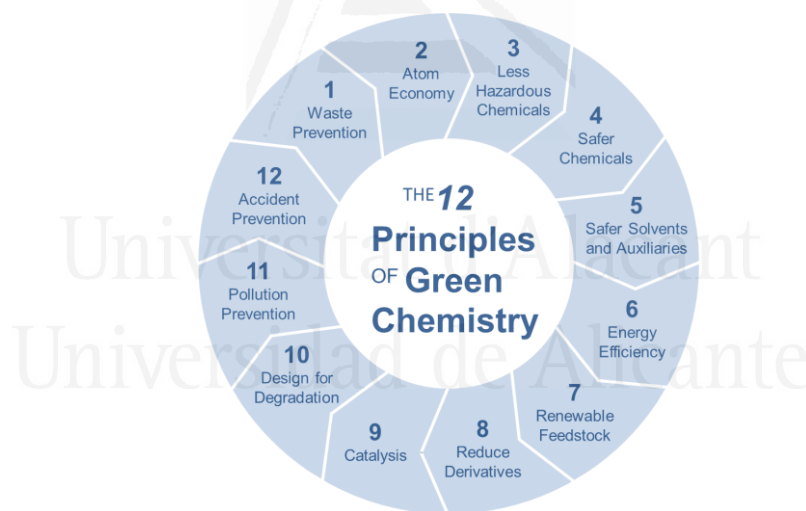 THE 12
Principles
OF Green
Chemistry
1
Waste
Prevention
2
Atom
Economy
3
Less
Hazardous
Chemicals
4
Safer
Chemicals
5
Safer Solvents
and Auxiliaries
6
Energy
Efficiency
7
Renewable
Feedstock
8
Reduce
Derivatives
9
Catalysis
10
Design for
Degradation
11
Pollution
Prevention
12
Accident
Prevention
Universitat d'Alacant
Universidad de Alicante